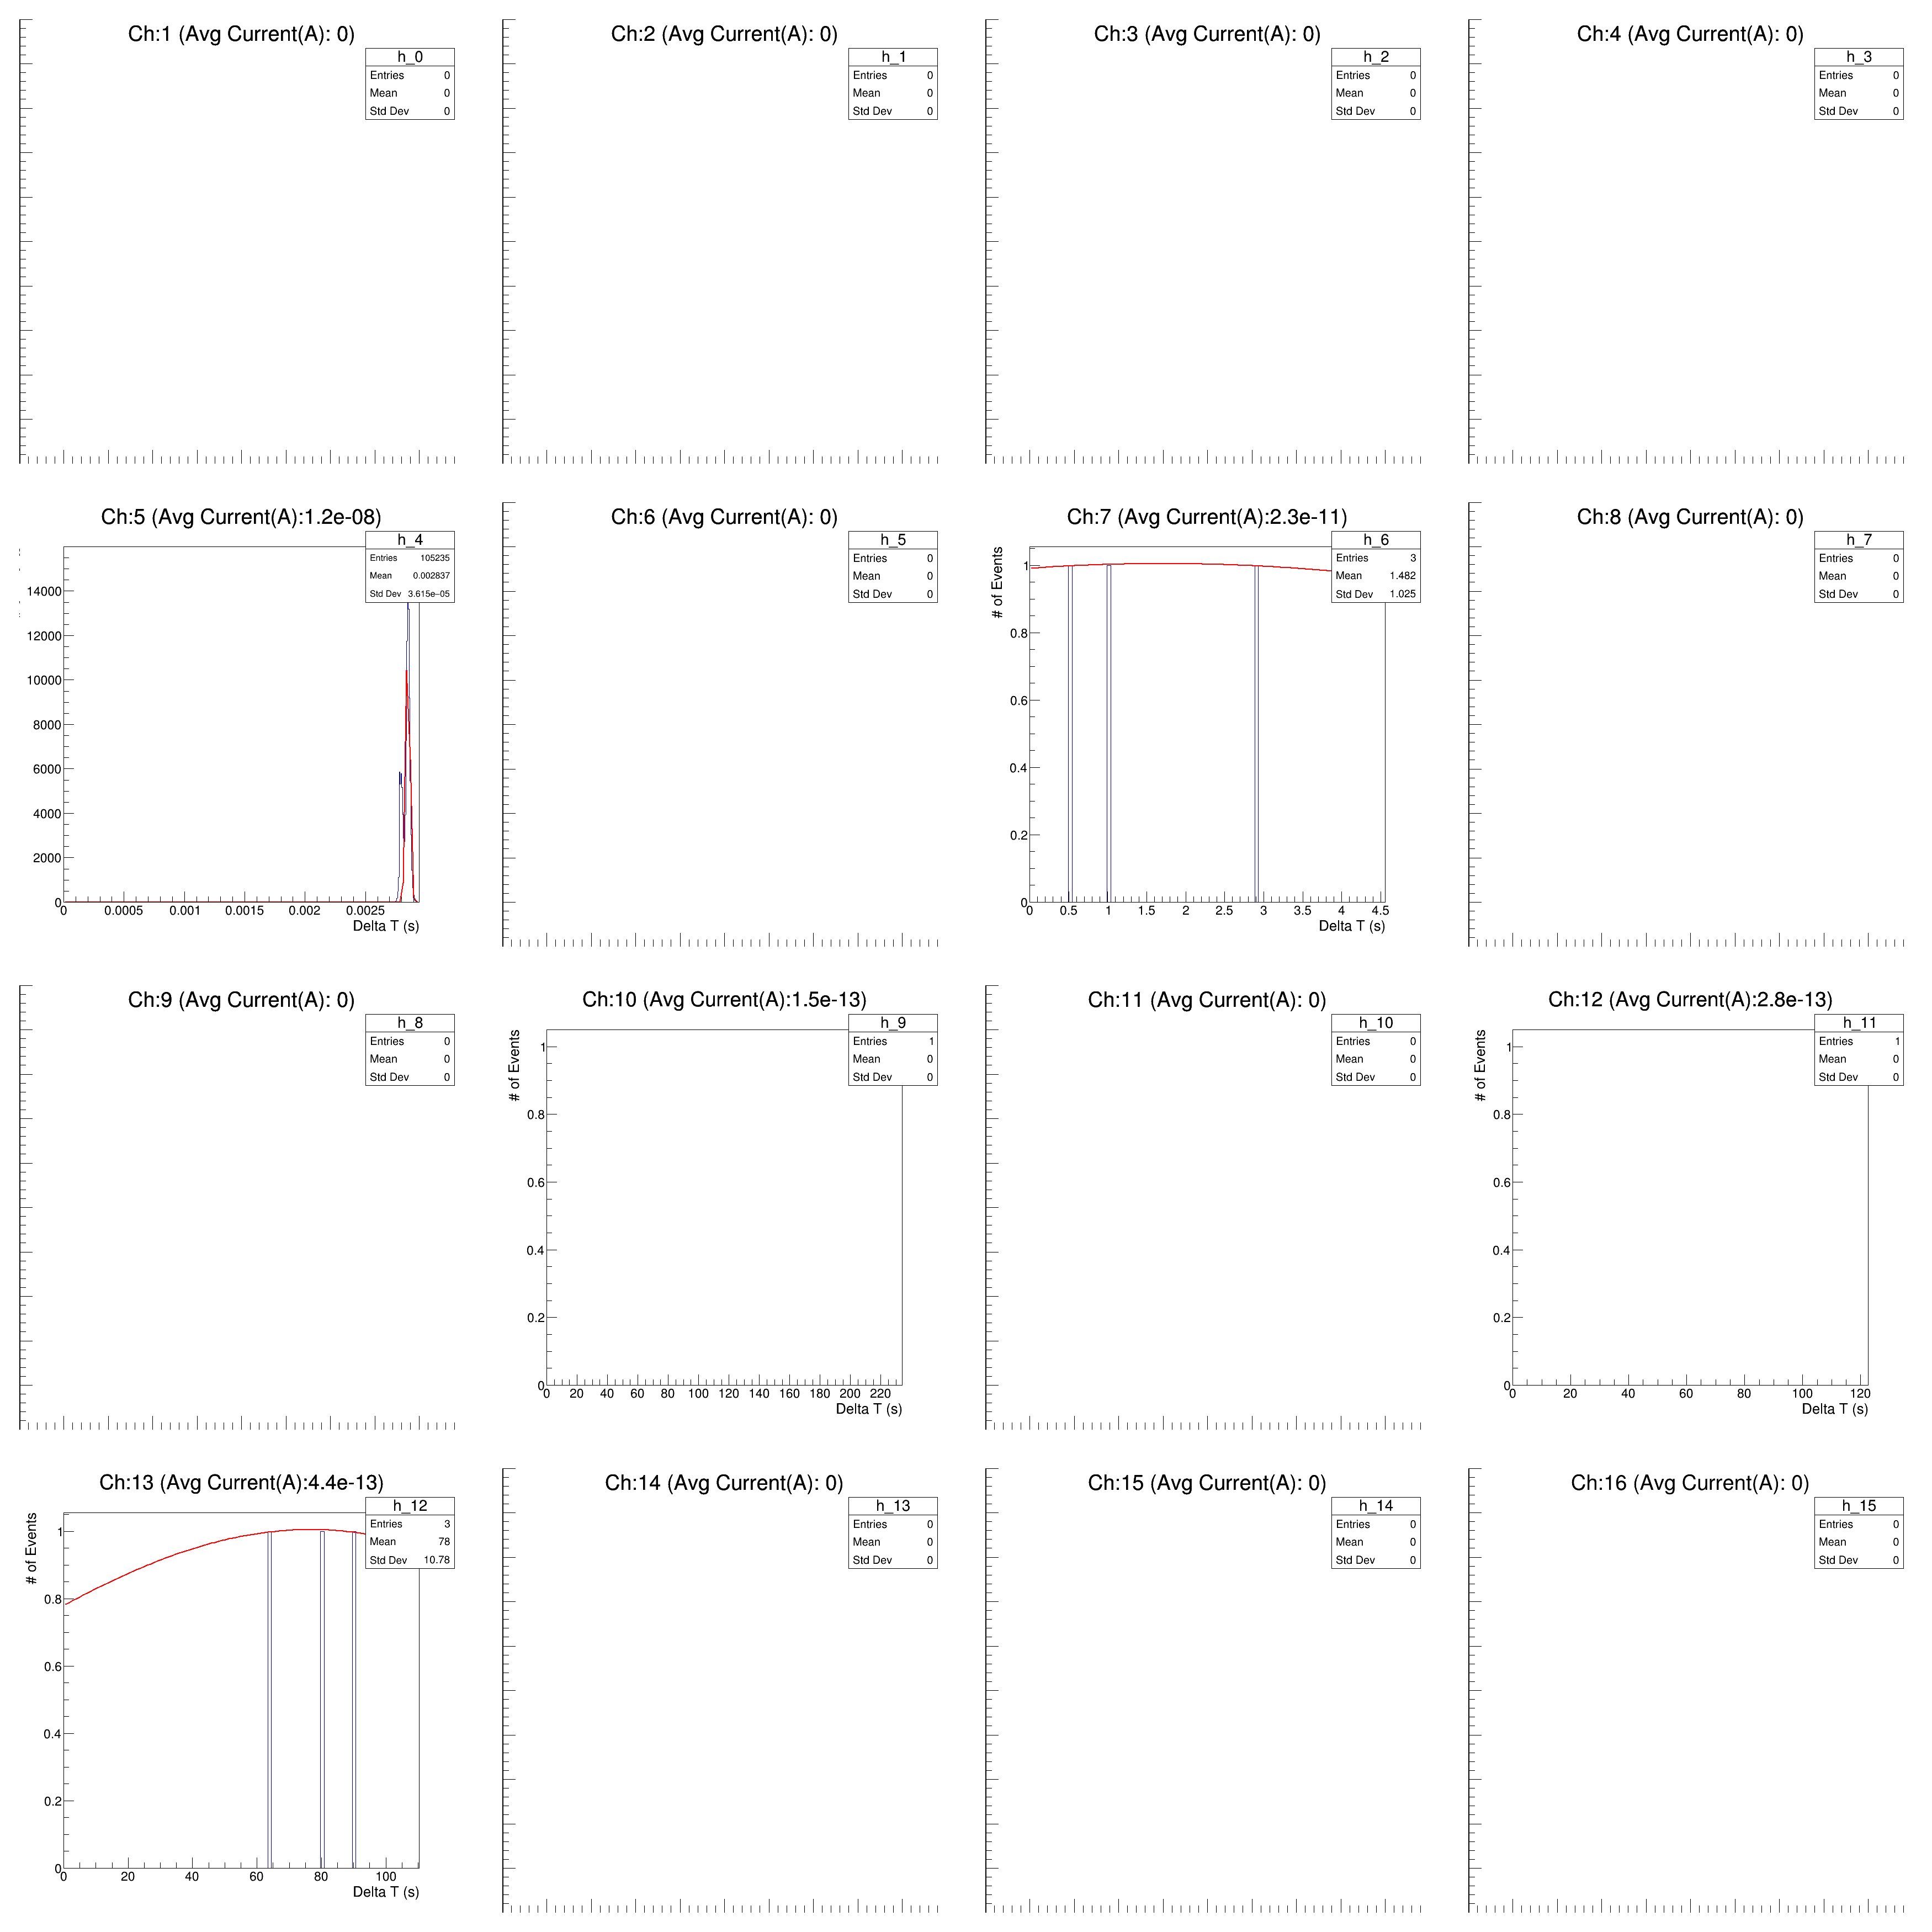 Ch:1 (Avg Current(A): 0)
h_0
Entries 0
Mean 0
Std Dev 0
Ch:2 (Avg Current(A): 0)
h_1
Entries 0
Mean 0
Std Dev 0
Ch:3 (Avg Current(A): 0)
h_2
Entries 0
Mean 0
Std Dev 0
Ch:4 (Avg Current(A): 0)
h_3
Entries 0
Mean 0
Std Dev 0
Ch:5 (Avg Current(A):1.2e-08)
h_4
Entries 105235
Mean 0.002837
Std Dev 3.615e-05
14000
12000
10000
8000
6000
4000
2000
0
0 0.0005 0.001 0.0015 0.002 0.0025
Delta T (s)
Ch:6 (Avg Current(A): 0)
h_5
Entries 0
Mean 0
Std Dev 0
Ch:7 (Avg Current(A):2.3e-11)
h_6
Entries 3
Mean 1.482
Std Dev 1.025
# of Events
1
0.8
0.6
0.4
0.2
0
0 0.5 1 1.5 2 2.5 3 3.5 4 4.5
Delta T (s)
Ch:8 (Avg Current(A): 0)
h_7
Entries 0
Mean 0
Std Dev 0
Ch:9 (Avg Current(A): 0)
h_8
Entries 0
Mean 0
Std Dev 0
Ch:10 (Avg Current(A):1.5e-13)
h_9
Entries 1
Mean 0
Std Dev 0
# of Events
1
0.8
0.6
0.4
0.2
0
0 20 40 60 80 100 120 140 160 180 200 220
Delta T (s)
Ch:11 (Avg Current(A): 0)
h_10
Entries 0
Mean 0
Std Dev 0
Ch:12 (Avg Current(A):2.8e-13)
h_11
Entries 1
Mean 0
Std Dev 0
# of Events
1
0.8
0.6
0.4
0.2
0
0 20 40 60 80 100 120
Delta T (s)
Ch:13 (Avg Current(A):4.4e-13)
h_12
Entries 3
Mean 78
Std Dev 10.78
# of Events
1
0.8
0.6
0.4
0.2
0
0 20 40 60 80 100
Delta T (s)
Ch:14 (Avg Current(A): 0)
h_13
Entries 0
Mean 0
Std Dev 0
Ch:15 (Avg Current(A): 0)
h_14
Entries 0
Mean 0
Std Dev 0
Ch:16 (Avg Current(A): 0)
h_15
Entries 0
Mean 0
Std Dev 0